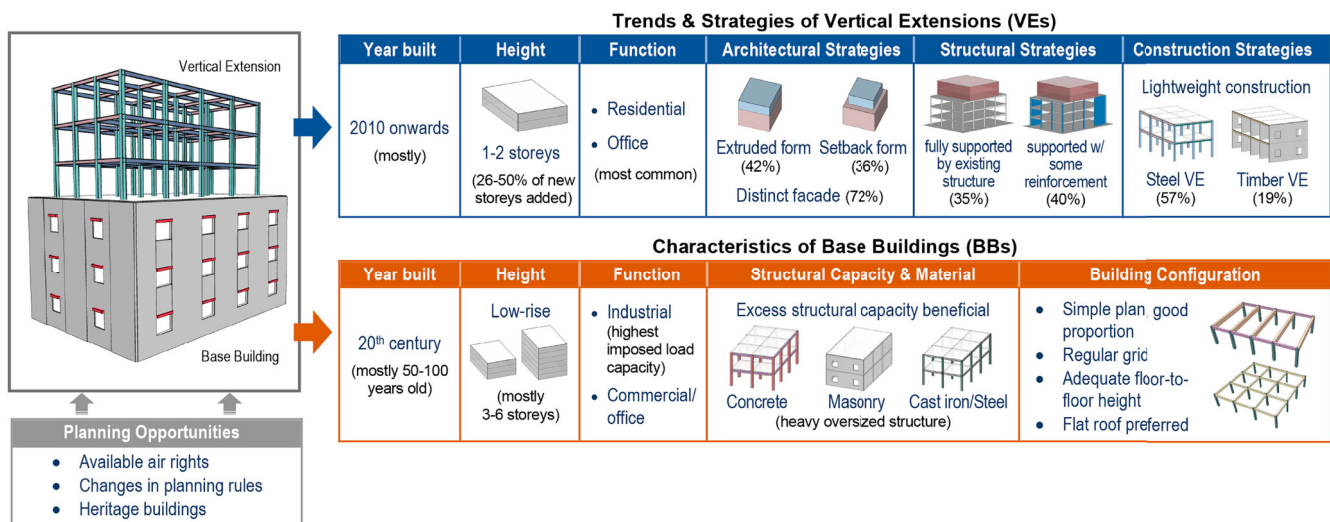 Vertical Extension
Base Building
Planning Opportunities
• Available air rights
• Changes in planning rules
• Heritage buildings
Trends & Strategies of Vertical Extensions (VEs)
Year built
2010 onwards
(mostly)
Height
1-2 storeys
(26-50% of new
storeys added)
Function
• Residential
• Office
(most common)
Architectural Strategies
Extruded form
(42%)
Setback form
(36%)
Distinct facade (72%)
Structural Strategies
fully supported
by existing
structure
(35%)
supported w/
some
reinforcement
(40%)
Construction Strategies
Lightweight construction
Steel VE
(57%)
Timber VE
(19%)
Characteristics of Base Buildings (BBs)
Year built
20th century
(mostly 50-100
years old)
Height
Low-rise
(mostly
3-6 storeys)
Function
• Industrial
(highest
imposed load
capacity)
• Commercial/
office
Structural Capacity & Material
Excess structural capacity beneficial
Concrete
Masonry
Cast iron/Steel
(heavy oversized structure)
Building Configuration
• Simple plan, good
proportion
• Regular grid
• Adequate floor-to-
floor height
• Flat roof preferred